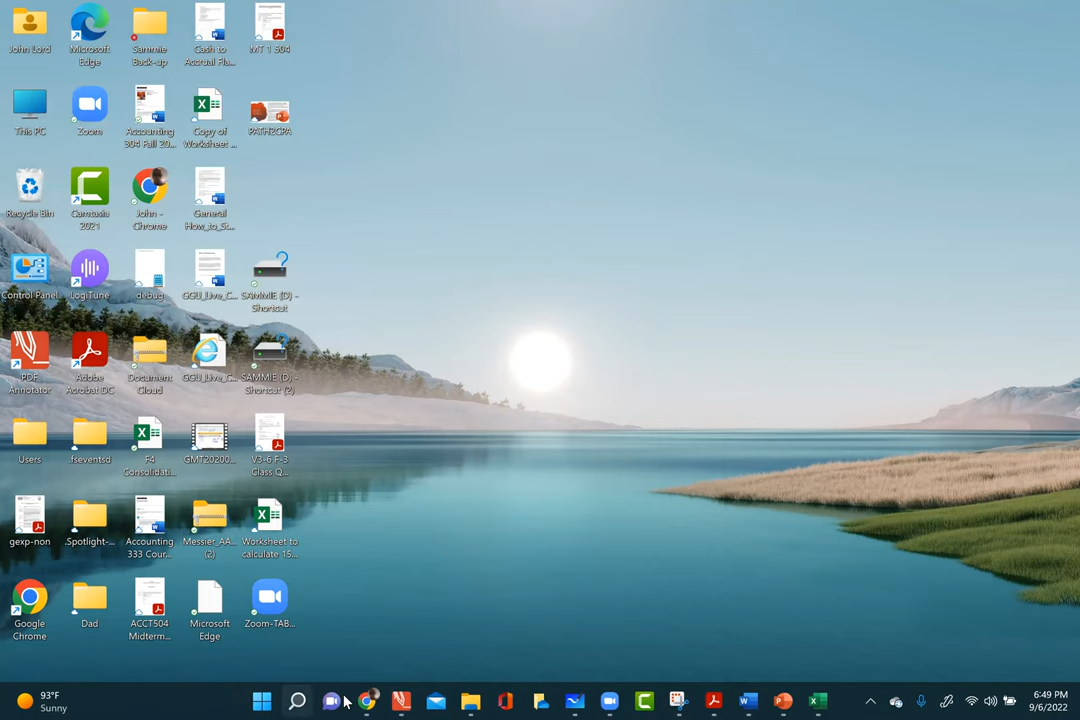 John Lord
Microsoft
Edge
Sammie
Back-up
Cash to
Accrual Fla...
MT 1 504
This PC
Zoom
Accounting
304 Fall 20...
Copy of
Worksheet ...
PATH2CPA
Recycle Bin
Camtasia
2021
John -
Chrome
General
How_to_St...
Control Panel
LogiTune
debug
GGU_Live_C...
SAMMIE (D) -
Shortcut
PDF
Annotator
Adobe
Acrobat DC
Document
Cloud
GGU_Live_C...
SAMMIE (D) -
Shortcut (2)
Users
.fseventsd
F4
Consolidati...
GMT20200...
V3-6 F-3
Class Q...
gexp-non
.Spotlight-...
Accounting
333 Cour...
Messier_AA...
(2)
Worksheet to
calculate 15...
Google
Chrome
Dad
ACCT504
Midterm...
Microsoft
Edge
Zoom-TAB...
93°F
Sunny
6:49 PM
9/6/2022